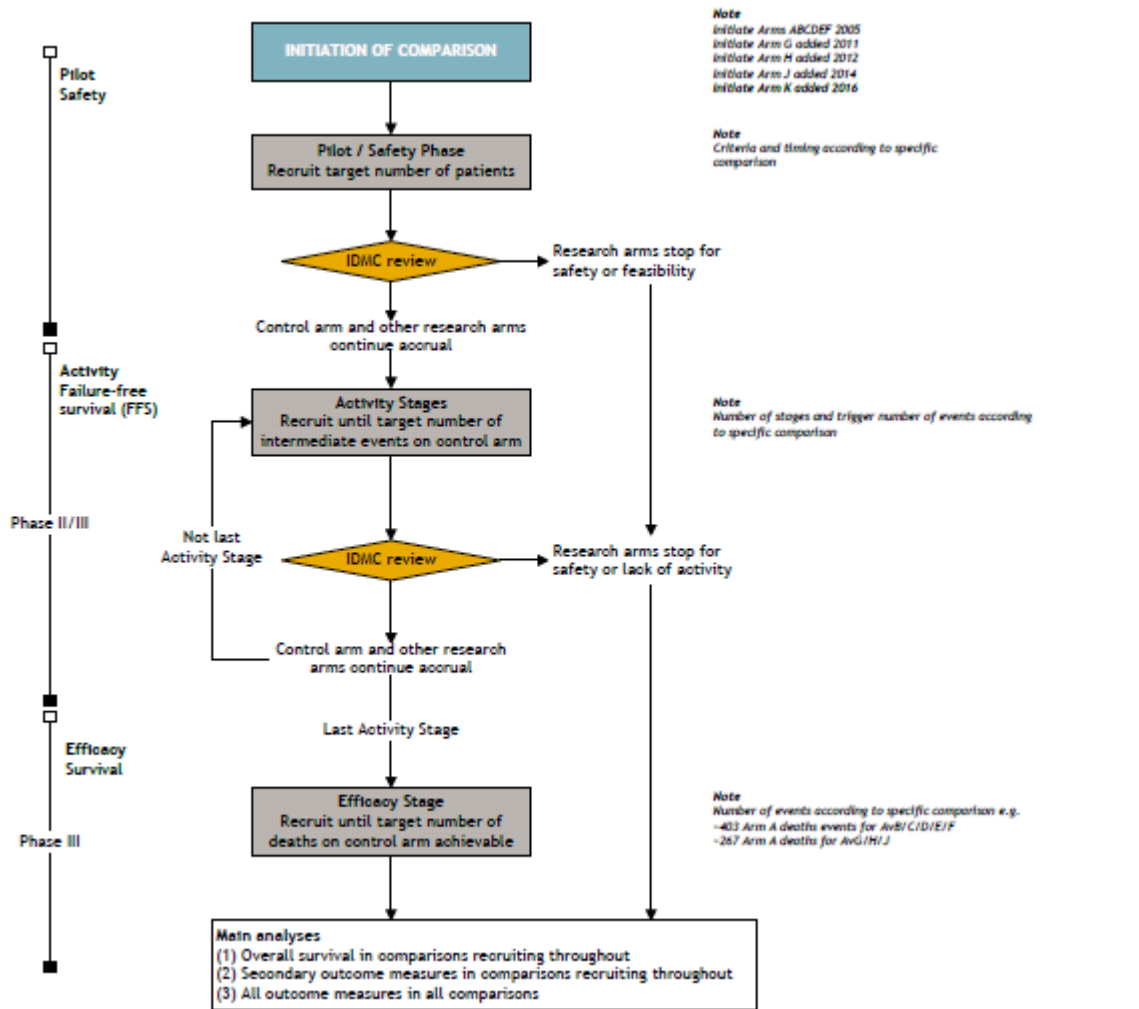 Note
Initiate Arms ABCDEF 2005
Initiate Arm G added 2011
Initiate Arm H added 2012
Initiate Arm J added 2014
Initiate Arm K added 2016
INITIATION OF COMPARISON
Pilot
Safety
Note
Criteria and timing according to specific
comparison
Pilot / Safety Phase
Recruit target number of patients
IDMC review
Research arms stop for
safety or feasibility
Control arm and other research arms
continue accrual
Activity
Failure-free
survival (FFS)
Activity Stages
Recruit until target number of
intermediate events on control arm
Note
Number of stages and trigger number of events according
to specific comparison
Phase II/III
Not last
Activity Stage
IDMC review
Research arms stop for
safety or lack of activity
Control arm and other research
arms continue accrual
Last Activity Stage
Efficacy
Survival
Efficacy Stage
Recruit until target number of
deaths on control arm achievable
Note
Number of events according to specific comparison e.g.
~403 Arm A deaths events for AvB/C/D/E/F
~267 Arm A deaths for AvG/H/J
Phase III
Main analyses
(1) Overall survival in comparisons recruiting throughout
(2) Secondary outcome measures in comparisons recruiting throughout
(3) All outcome measures in all comparisons